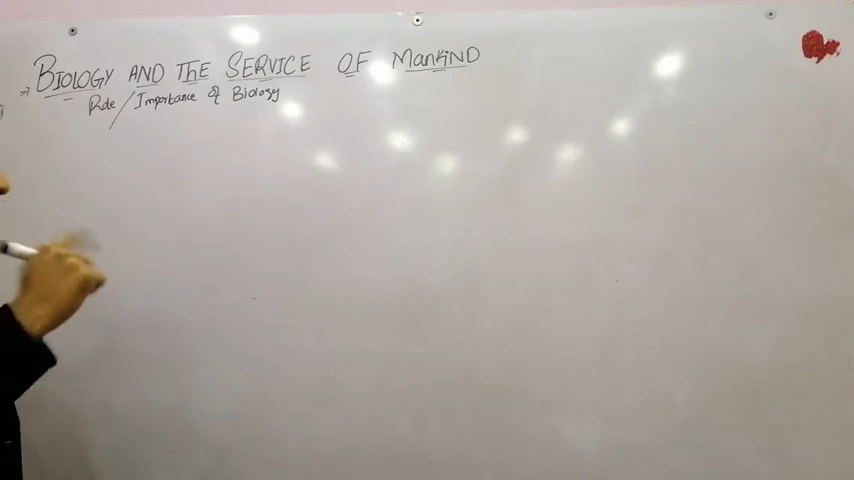 BIOLOGY AND THE SERVICE OF MANKIND
⇒ Role / Importance of Biology